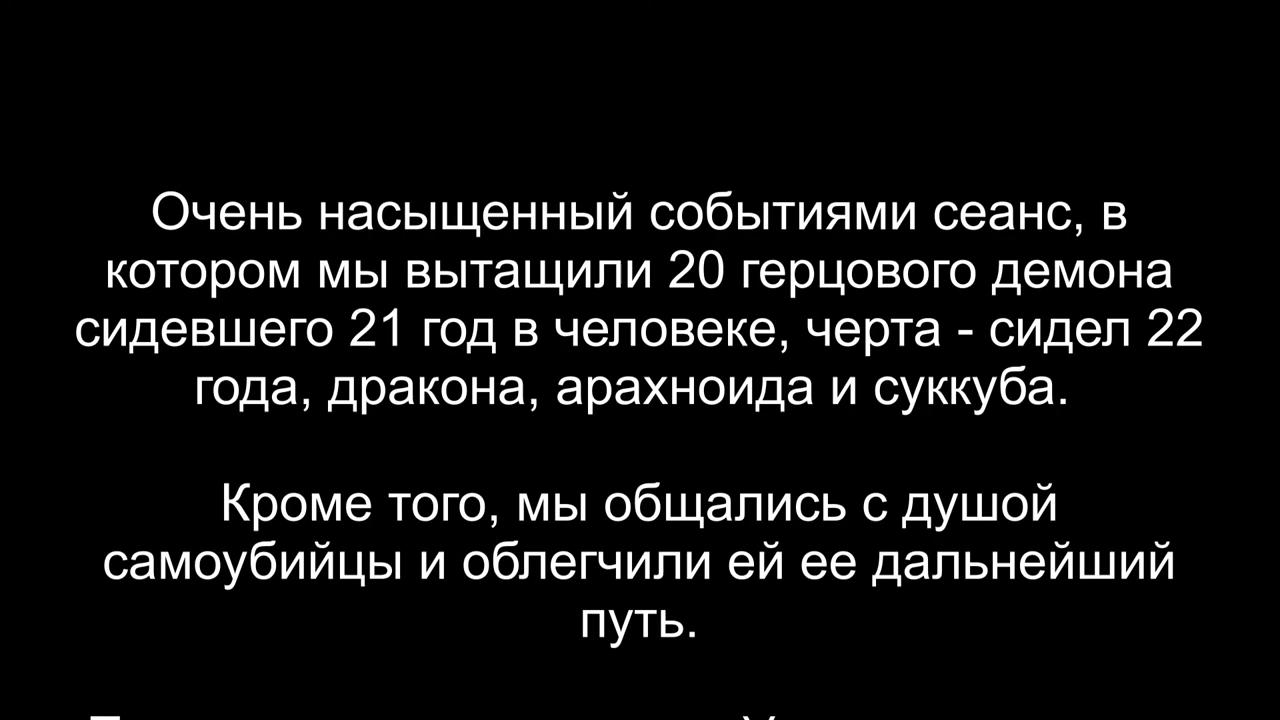 Очень насыщенный событиями сеанс, в
котором мы вытащили 20 герцового демона
сидевшего 21 год в человеке, черта - сидел 22
года, дракона, арахноида и суккуба.
Кроме того, мы общались с душой
самоубийцы и облегчили ей ее дальнейший
путь.